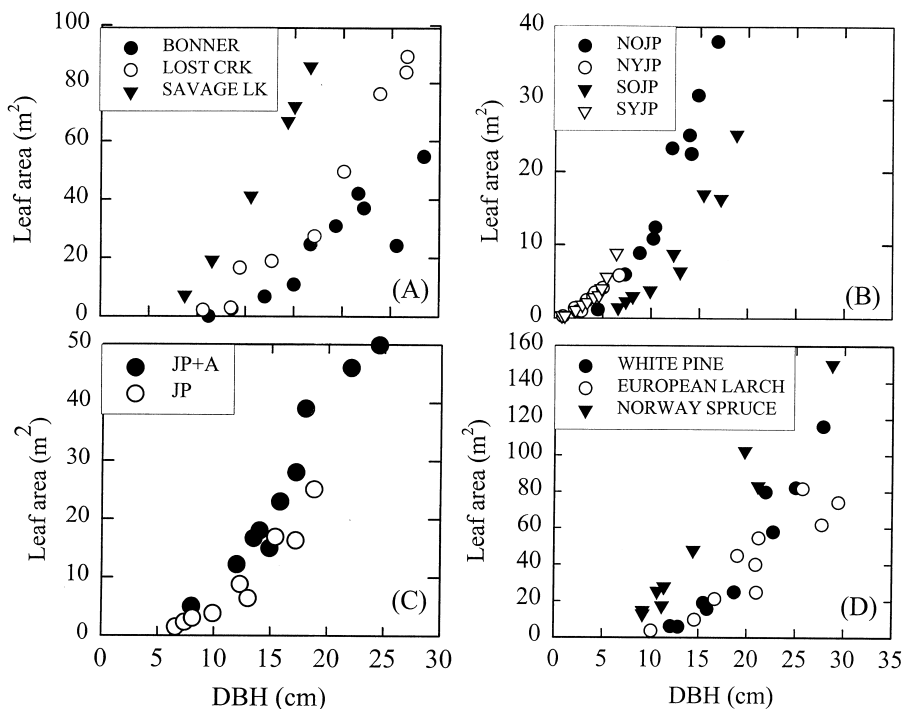 100
80
60
40
20
0
Leaf area (m²)
BONNER
LOST CRK
SAVAGE LK
(A)
40
30
20
10
0
Leaf area (m²)
NOJP
NYJP
SOJP
SYJP
(B)
50
40
30
20
10
0
Leaf area (m²)
JP+A
JP
(C)
0 5 10 15 20 25 30
DBH (cm)
160
140
120
100
80
60
40
20
0
Leaf area (m²)
WHITE PINE
EUROPEAN LARCH
NORWAY SPRUCE
(D)
0 5 10 15 20 25 30 35
DBH (cm)